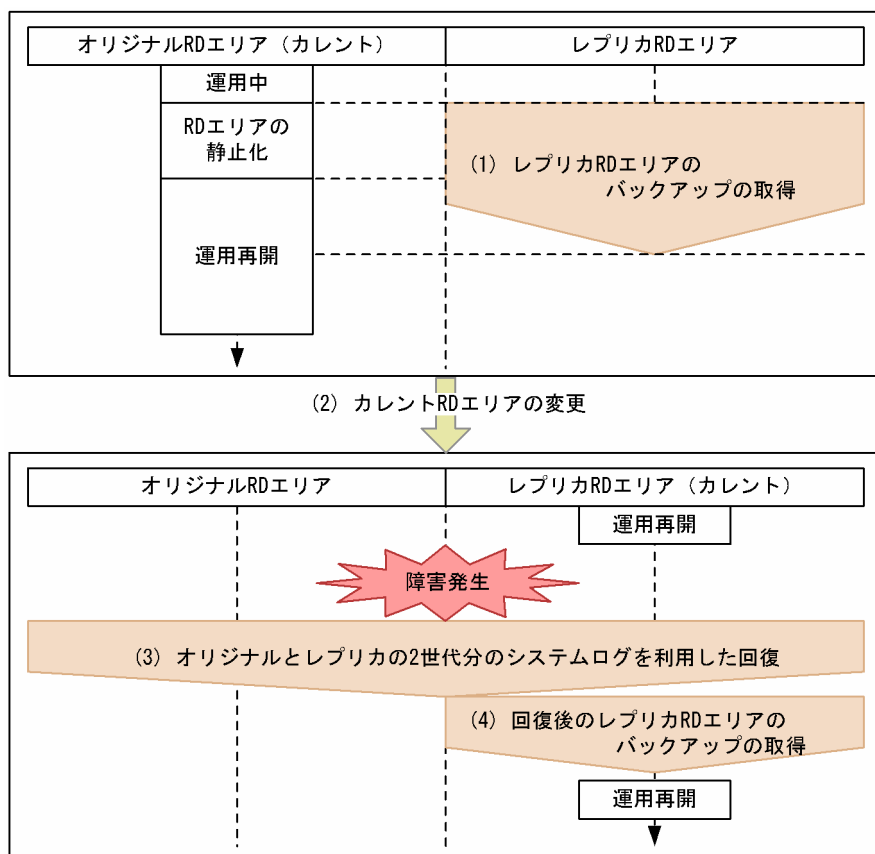 オリジナルRDエリア（カレント）
レプリカRDエリア
運用中
RDエリアの
静止化
(1) レプリカRDエリアの
バックアップの取得
運用再開
(2) カレントRDエリアの変更
オリジナルRDエリア
レプリカRDエリア（カレント）
運用再開
障害発生
(3) オリジナルとレプリカの2世代分のシステムログを利用した回復
(4) 回復後のレプリカRDエリアの
バックアップの取得
運用再開